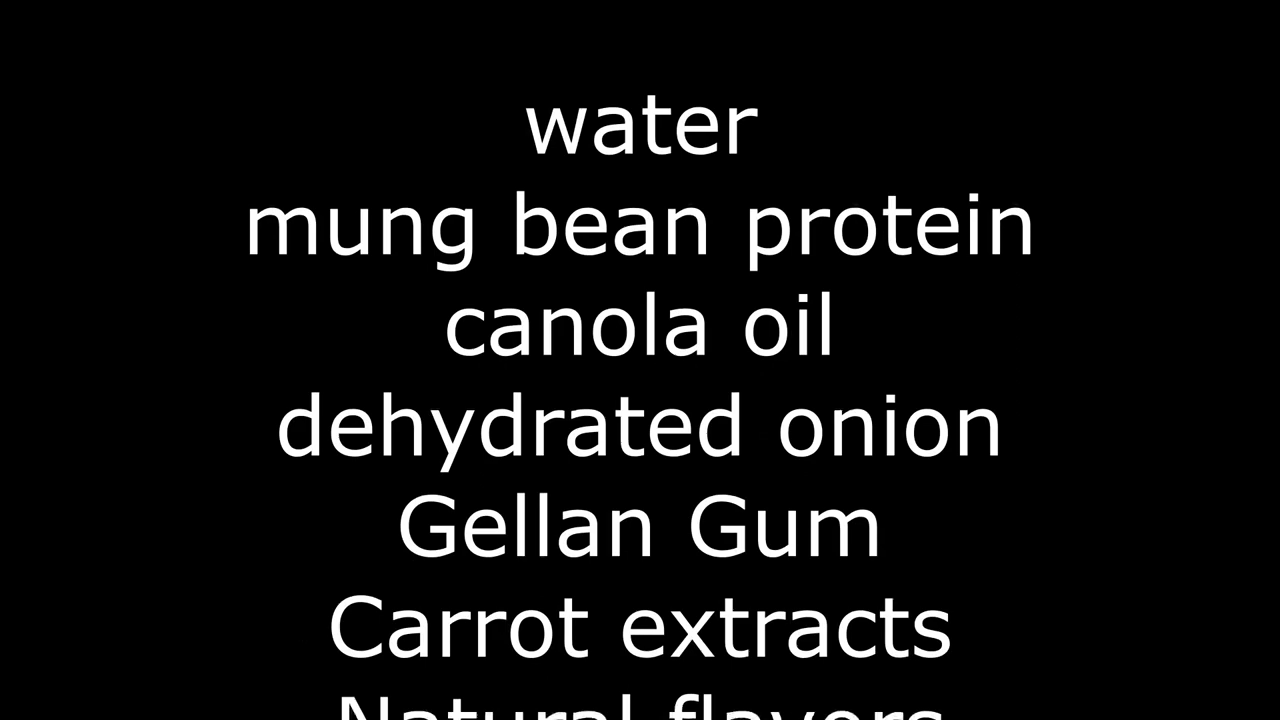 water
mung bean protein
canola oil
dehydrated onion
Gellan Gum
Carrot extracts
Natural flavors